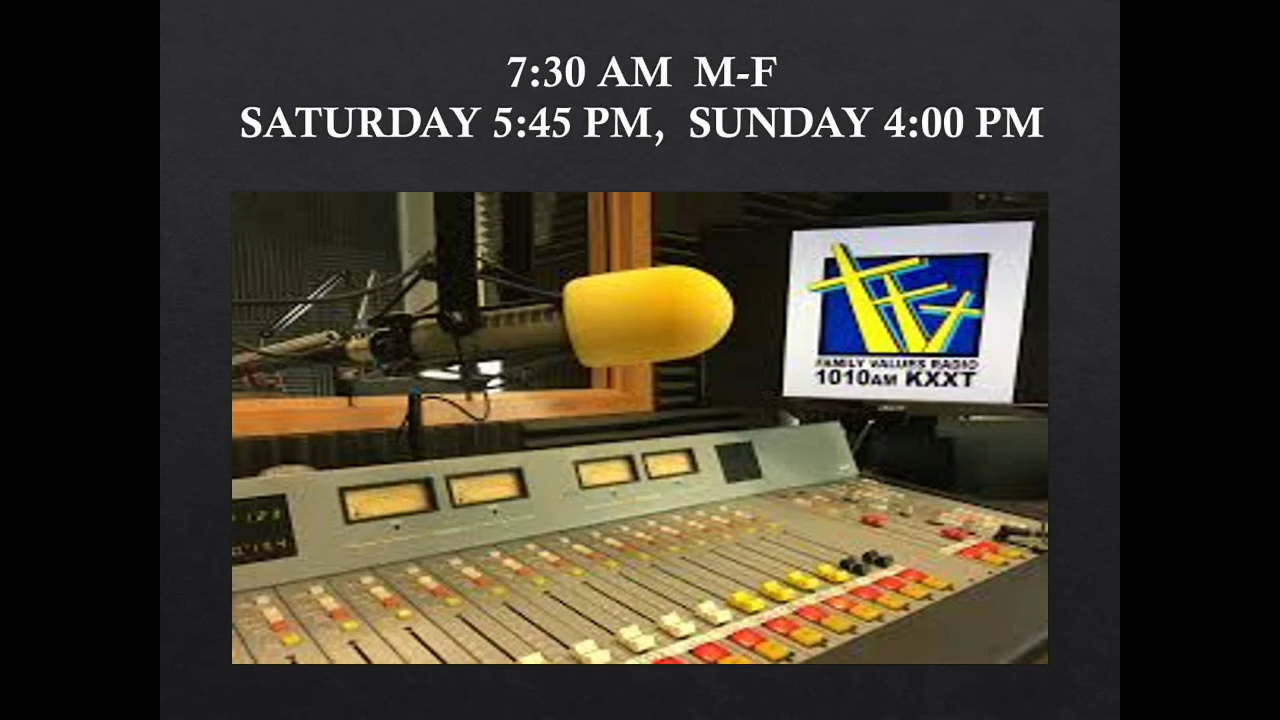 7:30 AM M-F
SATURDAY 5:45 PM, SUNDAY 4:00 PM
FAMILY VALUES RADIO
1010AM KXXT